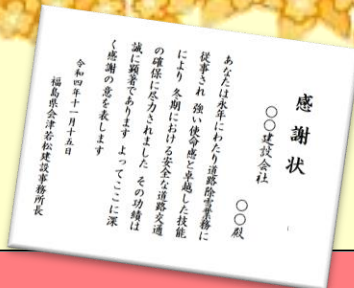 感謝状
○○建設会社
○○殿
あなたは永年にわたり道路除雪業務に
従事され 強い使命感と卓越した技能
により 冬期における安全な道路交通
の確保に尽力されました その功績は
誠に顕著であります よってここに深
く感謝の意を表します
令和四年十一月十五日
福島県会津若松建設事務所長